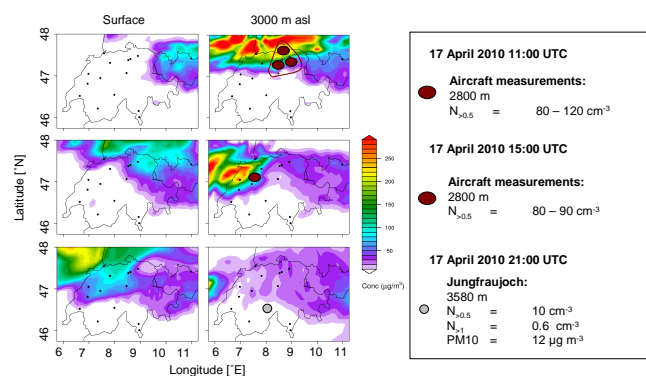 Surface 3000 m asl
48
47
46
48
47
46
48
47
46
Latitude [˚N]
6 7 8 9 10 11 6 7 8 9 10 11
Longitude [˚E]
250
200
150
100
50
Conc (µg/m³)
17 April 2010 11:00 UTC
Aircraft measurements:
2800 m
N>0.5 = 80 – 120 cm-3
17 April 2010 15:00 UTC
Aircraft measurements:
2800 m
N>0.5 = 80 – 90 cm-3
17 April 2010 21:00 UTC
Jungfraujoch:
3580 m
N>0.5 = 10 cm-3
N>1 = 0.6 cm-3
PM10 = 12 µg m-3